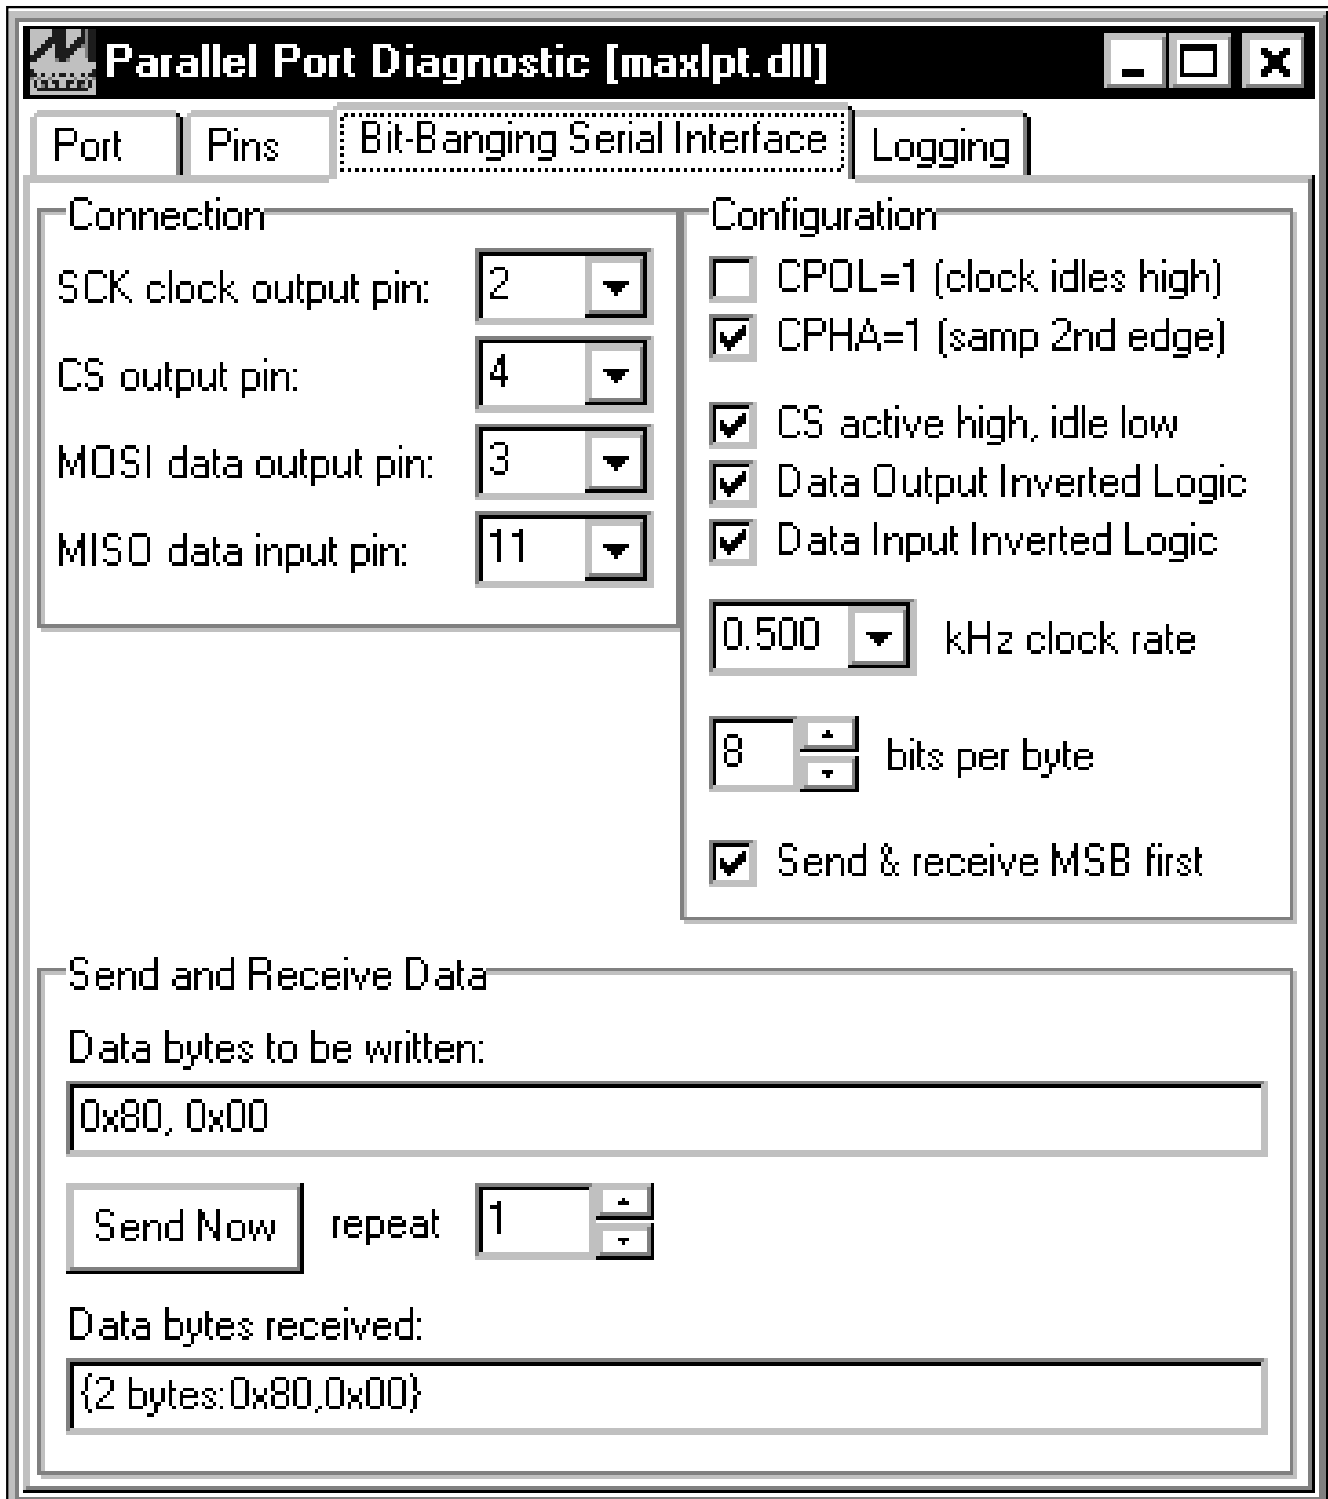 Parallel Port Diagnostic [maxlpt.dll]
Port Pins Bit-Banging Serial Interface Logging
Connection
SCK clock output pin: 2
CS output pin: 4
MOSI data output pin: 3
MISO data input pin: 11
Configuration
CPOL=1 (clock idles high)
CPHA=1 (samp 2nd edge)
CS active high, idle low
Data Output Inverted Logic
Data Input Inverted Logic
0.500 kHz clock rate
8 bits per byte
Send & receive MSB first
Send and Receive Data
Data bytes to be written:
0x80, 0x00
Send Now repeat 1
Data bytes received:
{2 bytes:0x80,0x00}